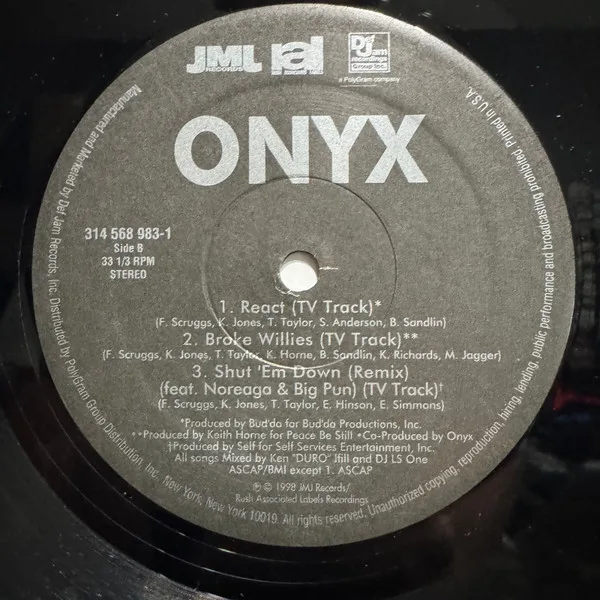 JML
RECORDS
ral
Def Jam
recordings
Group Inc.
a PolyGram company
ONYX
314 568 983-1
Side B
33 1/3 RPM
STEREO
1. React (TV Track)*
(F. Scruggs, K. Jones, T. Taylor, S. Anderson, B. Sandlin)
2. Broke Willies (TV Track)**
(F. Scruggs, K. Jones, T. Taylor, K. Horne, B. Sandlin, K. Richards, M. Jagger)
3. Shut 'Em Down (Remix)
(feat. Noreaga & Big Pun) (TV Track)†
(F. Scruggs, K. Jones, T. Taylor, E. Hinson, E. Simmons)
*Produced by Bud'da for Bud'da Productions, Inc.
**Produced by Keith Horne for Peace Be Still *Co-Produced by Onyx
†Produced by Self for Self Services Entertainment, Inc.
All songs Mixed by Ken "DURO" Ifill and DJ LS One
ASCAP/BMI except 1. ASCAP
℗ © 1998 JMJ Records/
Rush Associated Labels Recordings
Manufactured and Marketed by Def Jam Records, Inc. Distributed by PolyGram Group Distribution, Inc. New York, New York 10019. All rights reserved. Unauthorized copying, reproduction, hiring, lending, public performance and broadcasting prohibited. Printed in U.S.A.